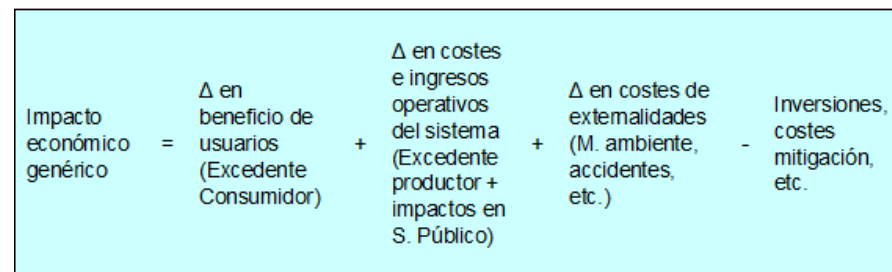 Impacto
económico
genérico
=
Δ en
beneficio de
usuarios
(Excedente
Consumidor)
+
Δ en costes
e ingresos
operativos
del sistema
(Excedente
productor +
impactos en
S. Público)
+
Δ en costes de
externalidades
(M. ambiente,
accidentes,
etc.)
-
Inversiones,
costes
mitigación,
etc.